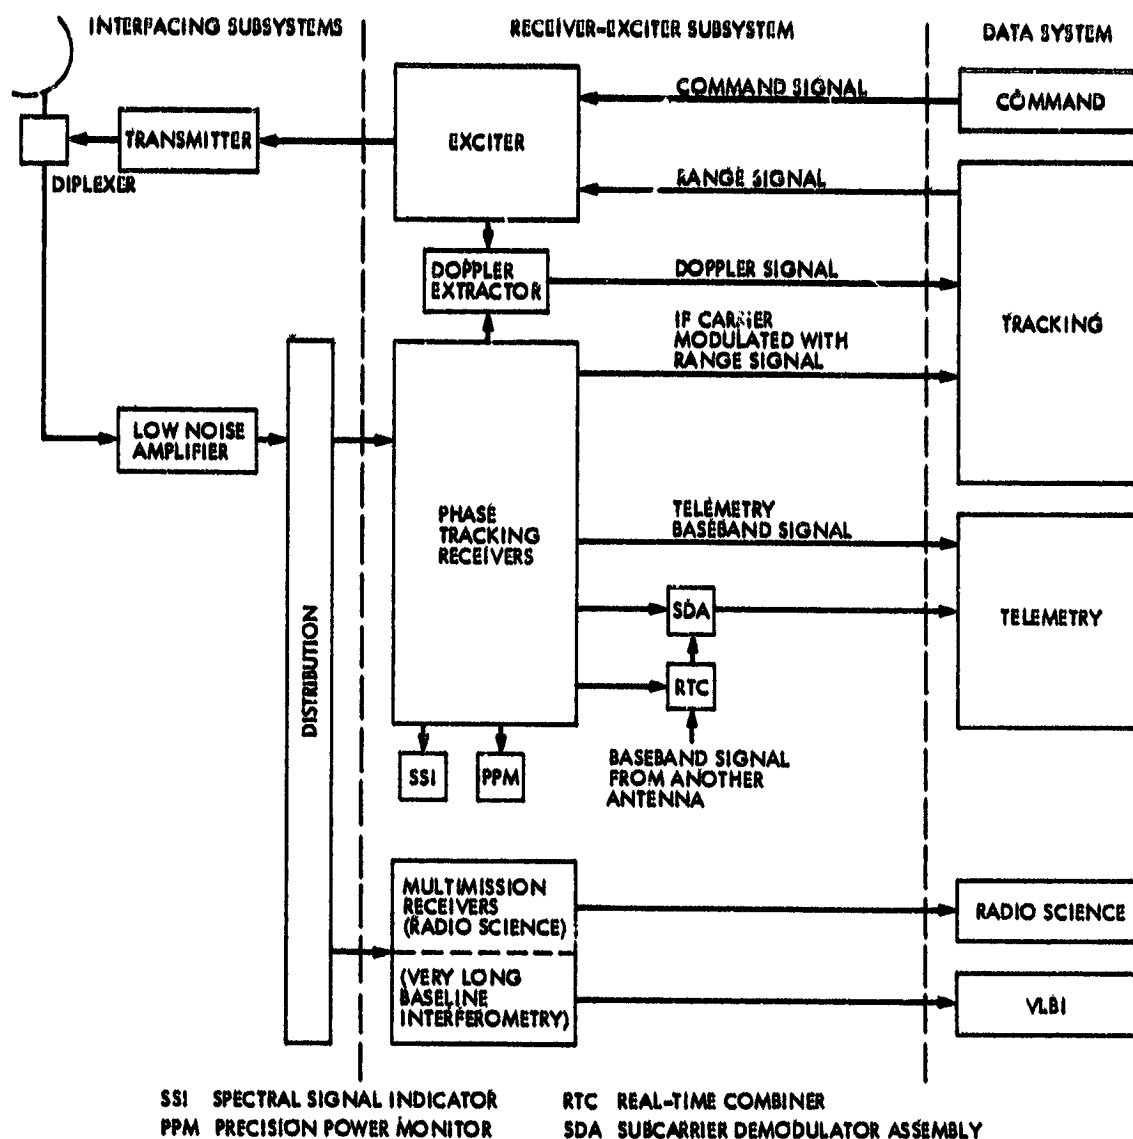 INTERFACING SUBSYSTEMS
RECEIVER-EXCITER SUBSYSTEM
DATA SYSTEM
COMMAND SIGNAL
COMMAND
TRANSMITTER
EXCITER
DIPLEXER
RANGE SIGNAL
DOPPLER
EXTRACTOR
DOPPLER SIGNAL
IF CARRIER
MODULATED WITH
RANGE SIGNAL
TRACKING
LOW NOISE
AMPLIFIER
DISTRIBUTION
PHASE
TRACKING
RECEIVERS
TELEMETRY
BASEBAND SIGNAL
SDA
TELEMETRY
RTC
SSI
PPM
BASEBAND SIGNAL
FROM ANOTHER
ANTENNA
MULTIMISSION
RECEIVERS
(RADIO SCIENCE)
RADIO SCIENCE
(VERY LONG
BASELINE
INTERFEROMETRY)
VLBI
SSI SPECTRAL SIGNAL INDICATOR
RTC REAL-TIME COMBINER
PPM PRECISION POWER MONITOR
SDA SUBCARRIER DEMODULATOR ASSEMBLY